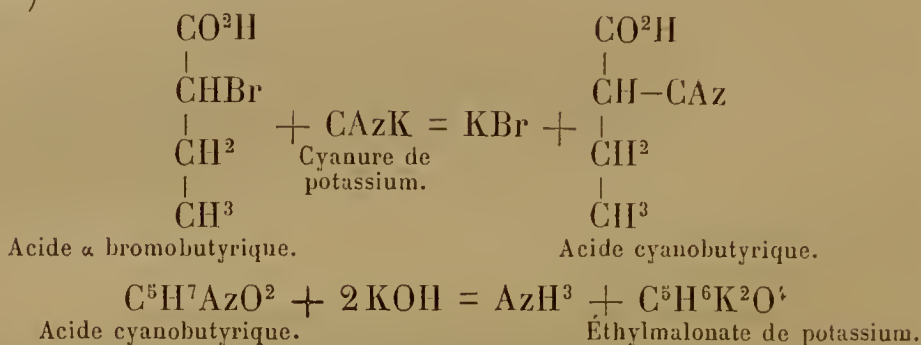 )
CO²H CO²H
CHBr CH—CAz
+ CAzK = KBr +
CH² Cyanure de CH²
potassium.
CH³ CH³
Acide α bromobutyrique. Acide cyanobutyrique.
C⁵H⁷AzO² + 2KOH = AzH³ + C⁵H⁶K²O⁴
Acide cyanobutyrique. Éthylmalonate de potassium.